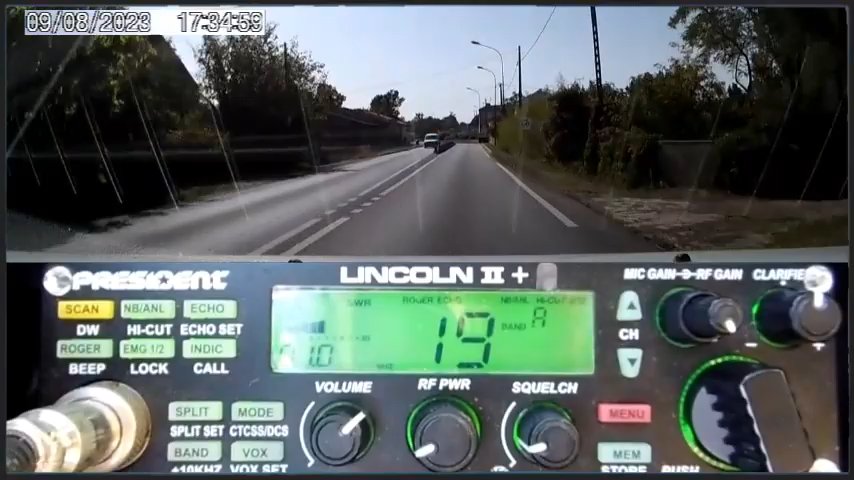 09/08/2023 17:34:59
PRESIDENT LINCOLN II + MIC GAIN RF GAIN CLARIFIER
SCAN NB/ANL ECHO
DW HI-CUT ECHO SET
ROGER EMG 1/2 INDIC
BEEP LOCK CALL
SWR ROGER ECHO NB/ANL HI-CUT
19 BAND A
CH
- +
VOLUME RF PWR SQUELCH
SPLIT MODE MENU
SPLIT SET CTCSS/DCS
BAND VOX MEM
+10KHZ VOX SET STORE PUSH